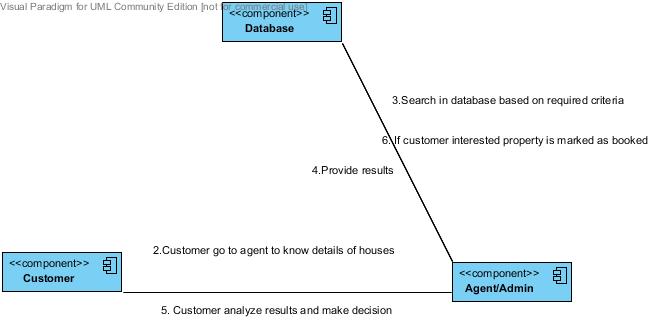 Visual Paradigm for UML Community Edition [not for commercial use]
<<component>>
Database
3.Search in database based on required criteria
6. If customer interested property is marked as booked
4.Provide results
2.Customer go to agent to know details of houses
<<component>>
Customer
<<component>>
Agent/Admin
5. Customer analyze results and make decision